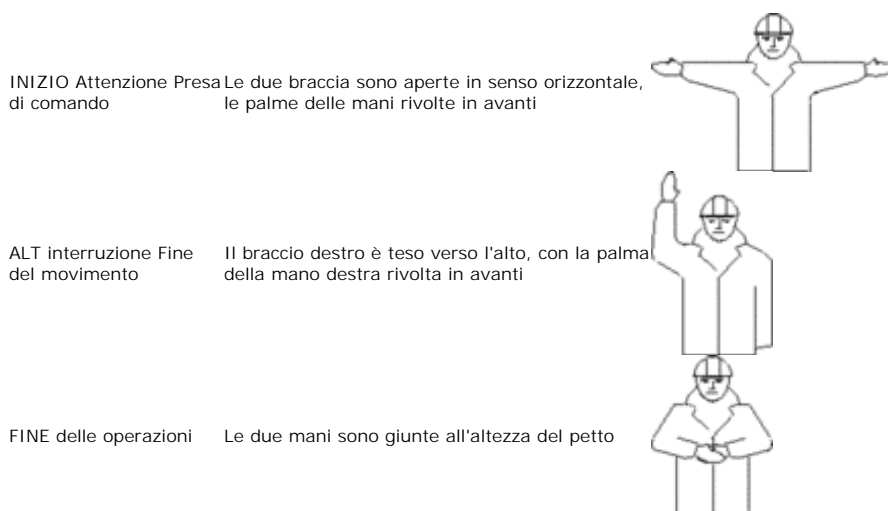 INIZIO Attenzione Presa Le due braccia sono aperte in senso orizzontale,
di comando le palme delle mani rivolte in avanti
ALT interruzione Fine Il braccio destro è teso verso l'alto, con la palma
del movimento della mano destra rivolta in avanti
FINE delle operazioni Le due mani sono giunte all'altezza del petto